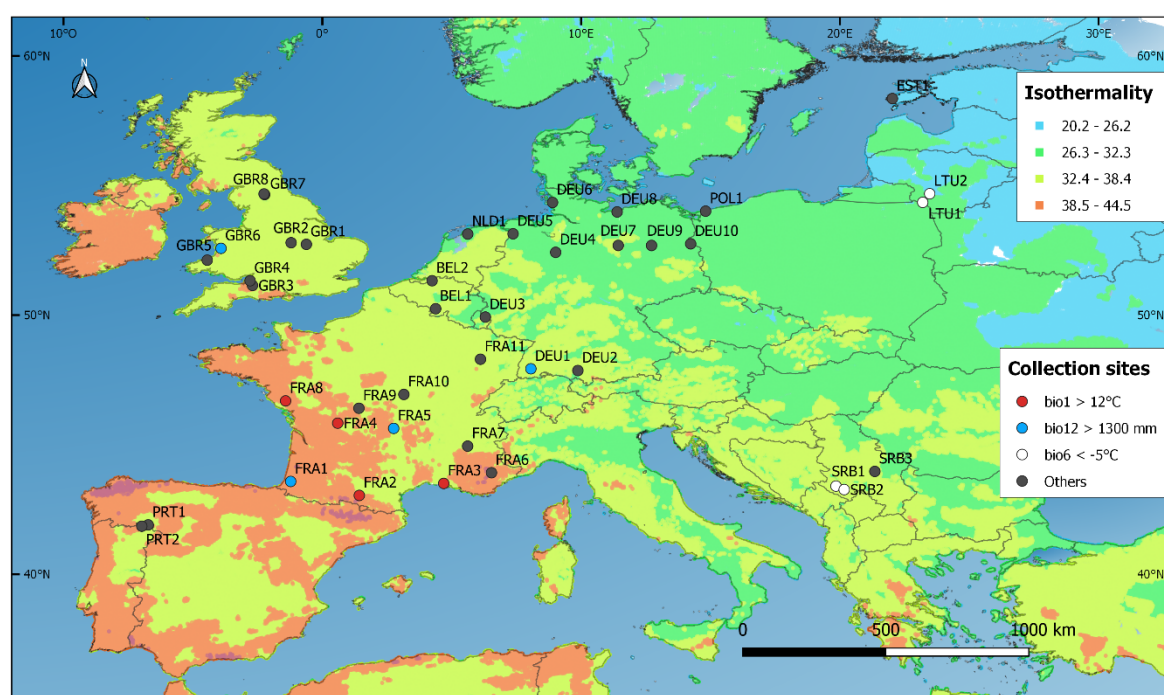 10°O
0°
10°E
20°E
30°E
60°N
60°N
EST1
Isothermality
20.2 - 26.2
26.3 - 32.3
32.4 - 38.4
38.5 - 44.5
GBR8
GBR7
DEU6
DEU8
POL1
LTU2
LTU1
GBR6
GBR2
GBR1
NLD1
DEU5
DEU7
DEU9
DEU10
GBR5
DEU4
GBR4
GBR3
BEL2
BEL1
DEU3
50°N
50°N
FRA11
DEU1
DEU2
Collection sites
bio1 > 12°C
bio12 > 1300 mm
bio6 < -5°C
Others
FRA8
FRA9
FRA10
FRA4
FRA5
FRA7
FRA1
FRA2
FRA3
FRA6
SRB1
SRB3
SRB2
PRT1
PRT2
40°N
40°N
0
500
1000 km